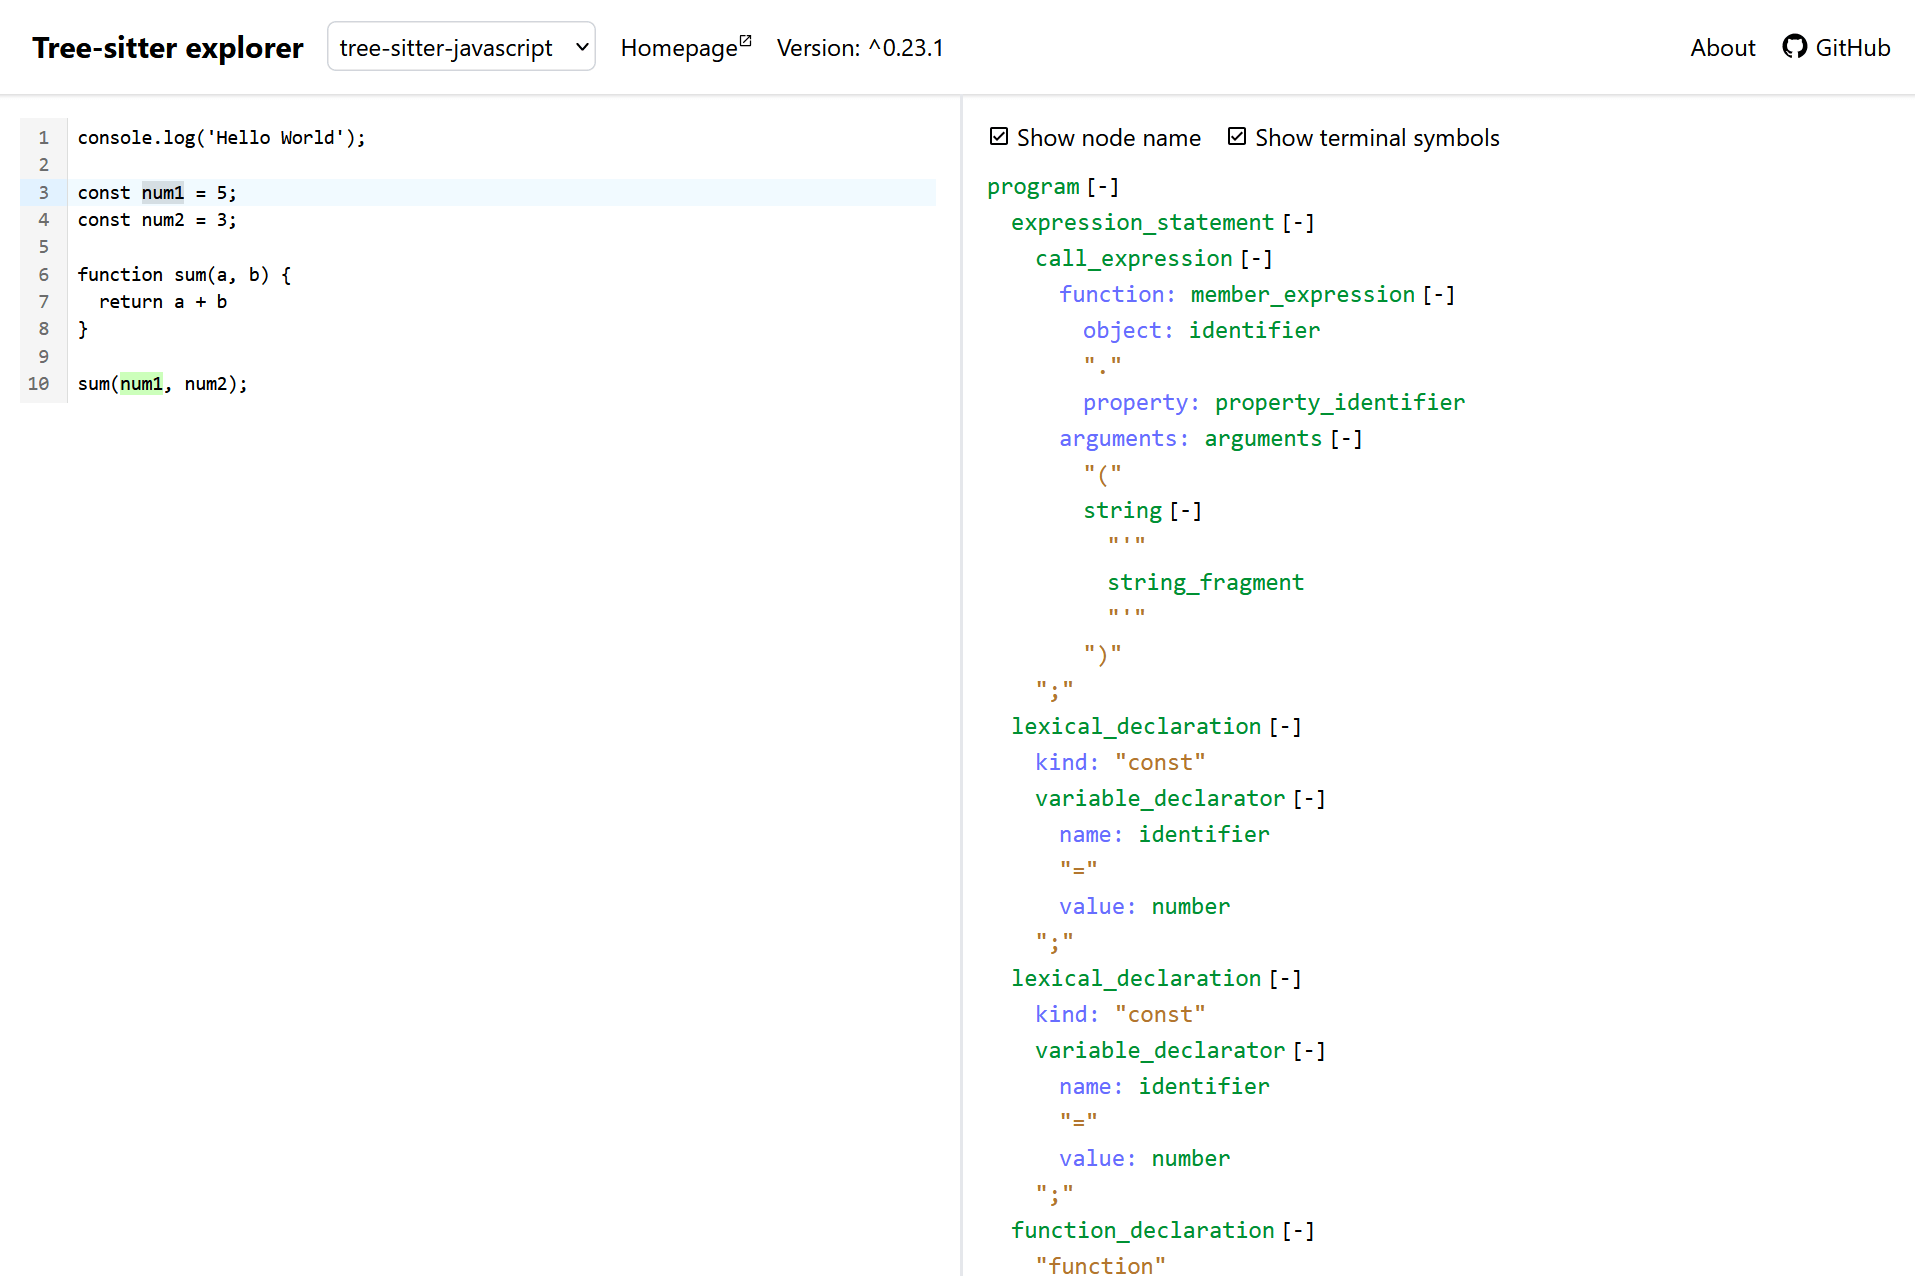 Tree-sitter explorer tree-sitter-javascript Homepage Version: ^0.23.1 About GitHub
1 console.log('Hello World');
2
3 const num1 = 5;
4 const num2 = 3;
5
6 function sum(a, b) {
7   return a + b
8 }
9
10 sum(num1, num2);
Show node name Show terminal symbols
program [-]
expression_statement [-]
call_expression [-]
function: member_expression [-]
object: identifier
"."
property: property_identifier
arguments: arguments [-]
"("
string [-]
"'"
string_fragment
"'"
")"
";"
lexical_declaration [-]
kind: "const"
variable_declarator [-]
name: identifier
"="
value: number
";"
lexical_declaration [-]
kind: "const"
variable_declarator [-]
name: identifier
"="
value: number
";"
function_declaration [-]
"function"